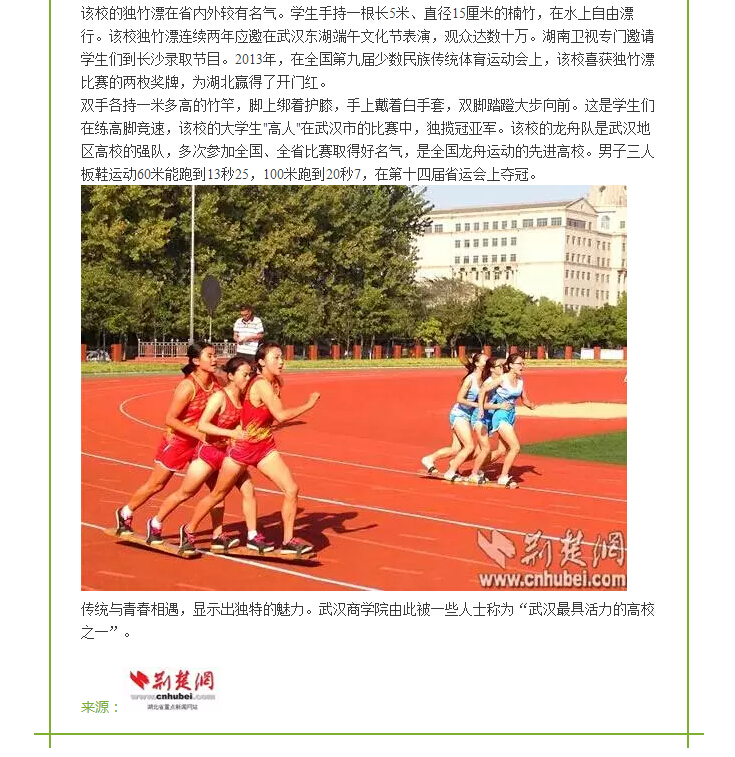 该校的独竹漂在省内外较有名气。学生手持一根长5米、直径15厘米的楠竹，在水上自由漂
行。该校独竹漂连续两年应邀在武汉东湖端午文化节表演，观众达数十万。湖南卫视专门邀请
学生们到长沙录取节目。2013年，在全国第九届少数民族传统体育运动会上，该校喜获独竹漂
比赛的两枚奖牌，为湖北赢得了开门红。
双手各持一米多高的竹竿，脚上绑着护膝，手上戴着白手套，双脚踏蹬大步向前。这是学生们
在练高脚竞速，该校的大学生"高人"在武汉市的比赛中，独揽冠亚军。该校的龙舟队是武汉地
区高校的强队，多次参加全国、全省比赛取得好名气，是全国龙舟运动的先进高校。男子三人
板鞋运动60米能跑到13秒25，100米跑到20秒7，在第十四届省运会上夺冠。
荆楚网
www.cnhubei.com
传统与青春相遇，显示出独特的魅力。武汉商学院由此被一些人士称为“武汉最具活力的高校
之一”。
来源：
荆楚网
www.cnhubei.com
湖北省重点新闻网站